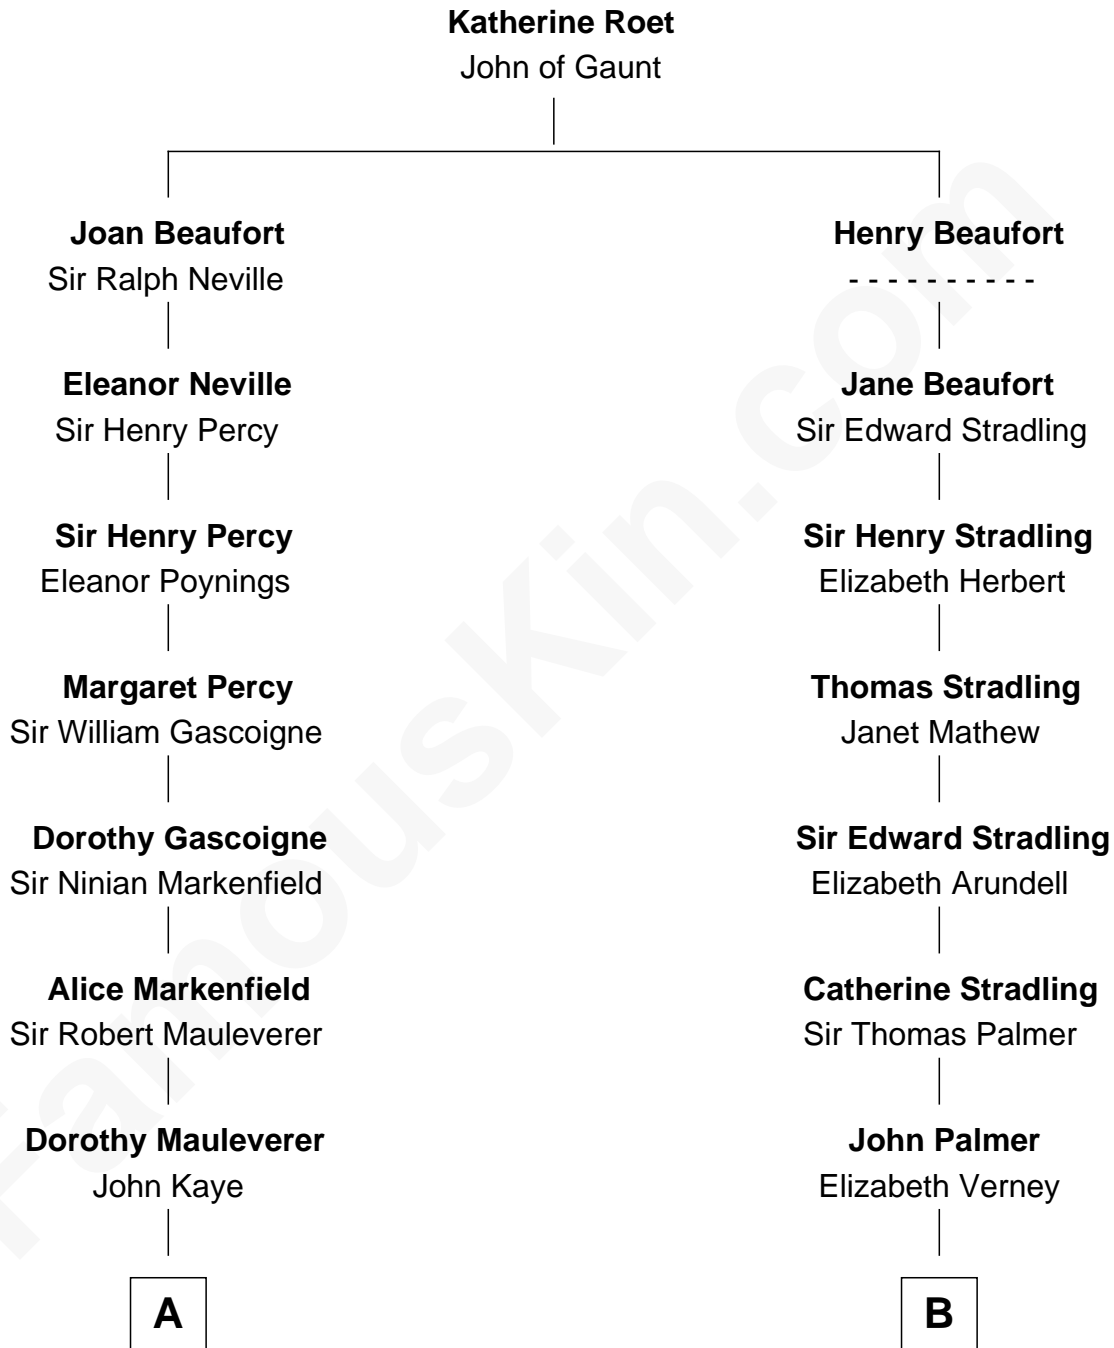 Katherine Roet
John of Gaunt
Joan Beaufort
Sir Ralph Neville
Eleanor Neville
Sir Henry Percy
Sir Henry Percy
Eleanor Poynings
Margaret Percy
Sir William Gascoigne
Dorothy Gascoigne
Sir Ninian Markenfield
Alice Markenfield
Sir Robert Mauleverer
Dorothy Mauleverer
John Kaye
A
Henry Beaufort
- - - - - - - - - -
Jane Beaufort
Sir Edward Stradling
Sir Henry Stradling
Elizabeth Herbert
Thomas Stradling
Janet Mathew
Sir Edward Stradling
Elizabeth Arundell
Catherine Stradling
Sir Thomas Palmer
John Palmer
Elizabeth Verney
B
FamousKin.com